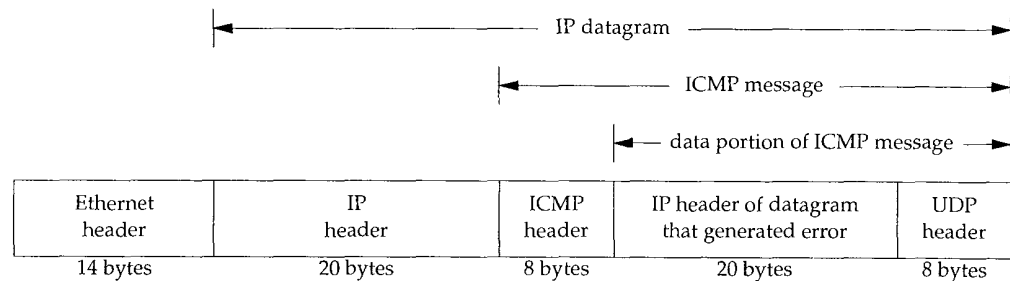 IP datagram
ICMP message
data portion of ICMP message
Ethernet header
IP header
ICMP header
IP header of datagram that generated error
UDP header
14 bytes
20 bytes
8 bytes
20 bytes
8 bytes